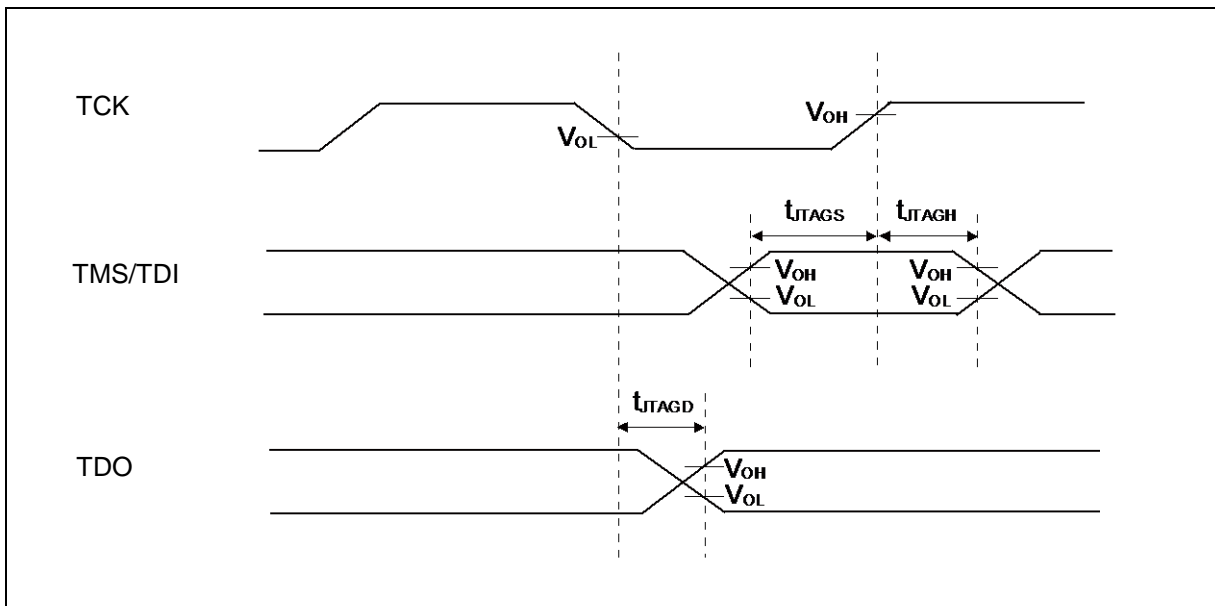 TCK
VOL
VOH
tJTAGS
tJTAGH
TMS/TDI
VOH
VOL
VOH
VOL
tJTAGD
TDO
VOH
VOL